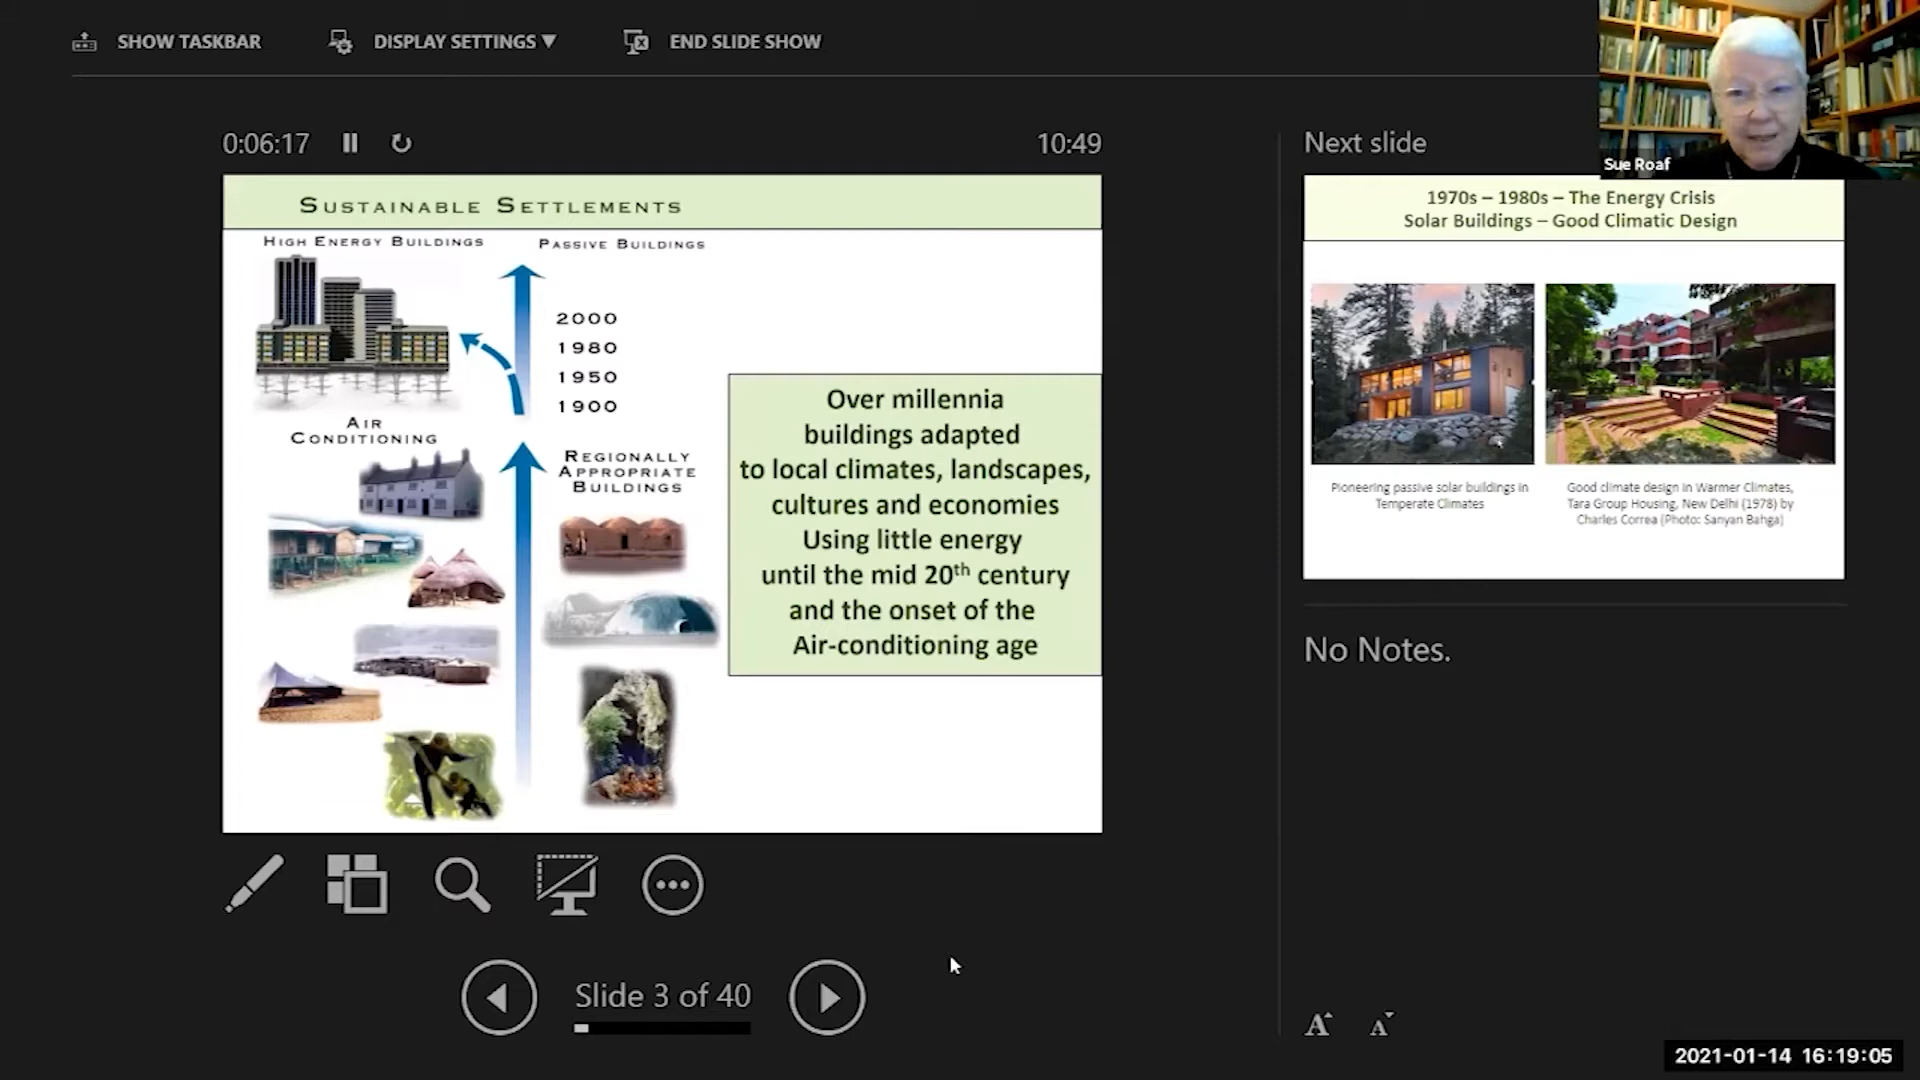 SHOW TASKBAR
DISPLAY SETTINGS ▼
END SLIDE SHOW
Sue Roaf
0:06:17
10:49
Next slide
SUSTAINABLE SETTLEMENTS
HIGH ENERGY BUILDINGS
PASSIVE BUILDINGS
2000
1980
1950
1900
AIR
CONDITIONING
REGIONALLY
APPROPRIATE
BUILDINGS
Over millennia
buildings adapted
to local climates, landscapes,
cultures and economies
Using little energy
until the mid 20th century
and the onset of the
Air-conditioning age
1970s – 1980s – The Energy Crisis
Solar Buildings – Good Climatic Design
Pioneering passive solar buildings in
Temperate Climates
Good climate design in Warmer Climates,
Tara Group Housing, New Delhi (1978) by
Charles Correa (Photo: Sanyan Bahga)
No Notes.
Slide 3 of 40
A A
2021-01-14 16:19:05